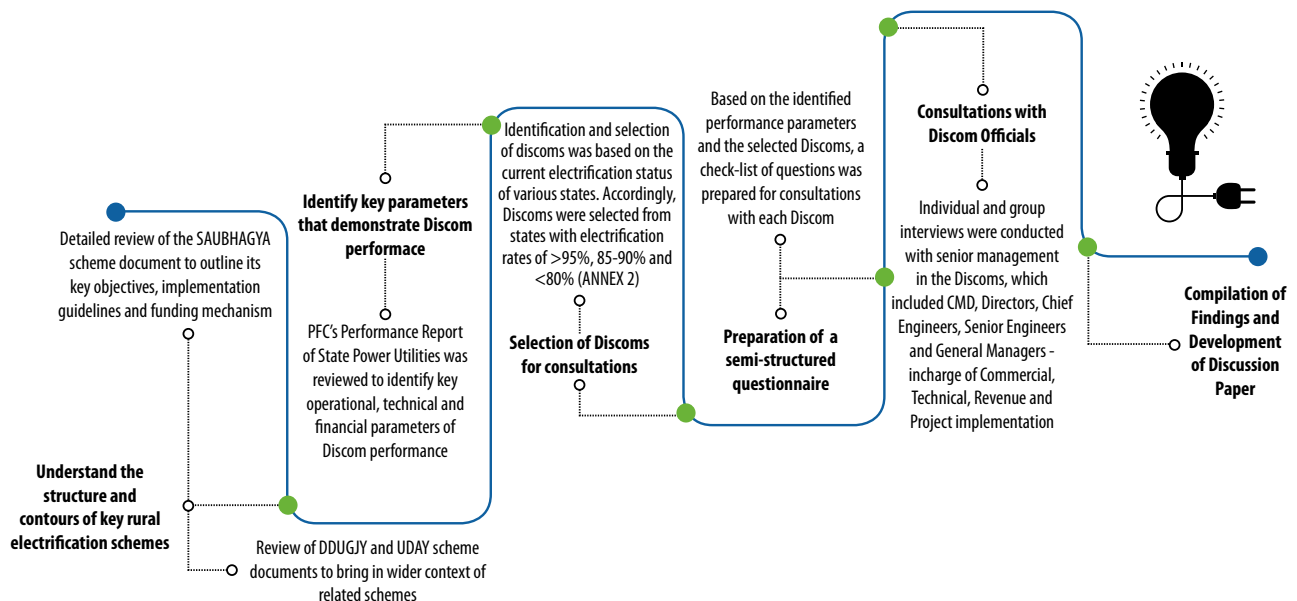 Detailed review of the SAUBHAGYA
scheme document to outline its
key objectives, implementation
guidelines and funding mechanism
Understand the
structure and
contours of key rural
electrification schemes
Review of DDUGJY and UDAY scheme
documents to bring in wider context of
related schemes
Identify key parameters
that demonstrate Discom
performace
PFC's Performance Report
of State Power Utilities was
reviewed to identify key
operational, technical and
financial parameters of
Discom performance
Identification and selection
of discoms was based on the
current electrification status
of various states. Accordingly,
Discoms were selected from
states with electrification
rates of >95%, 85-90% and
<80% (ANNEX 2)
Selection of Discoms
for consultations
Based on the identified
performance parameters
and the selected Discoms, a
check-list of questions was
prepared for consultations
with each Discom
Preparation of a
semi-structured
questionnaire
Consultations with
Discom Officials
Individual and group
interviews were conducted
with senior management
in the Discoms, which
included CMD, Directors, Chief
Engineers, Senior Engineers
and General Managers -
incharge of Commercial,
Technical, Revenue and
Project implementation
Compilation of
Findings and
Development
of Discussion
Paper